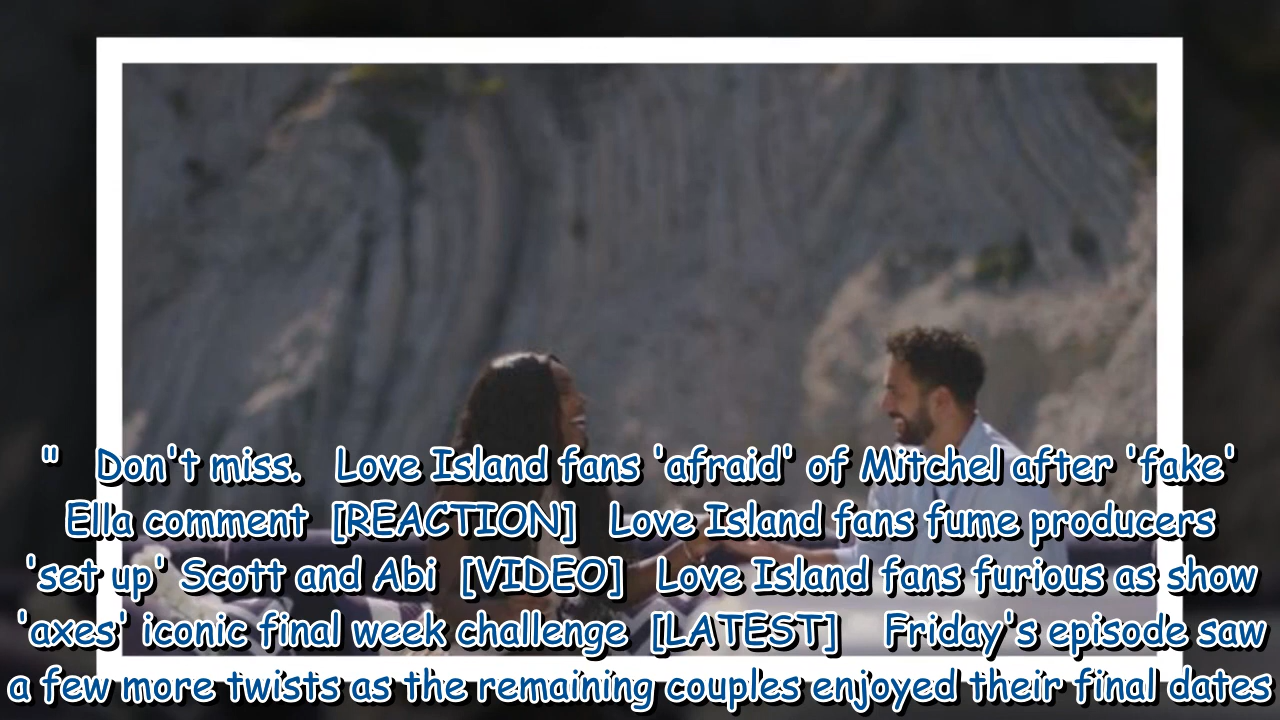 " Don't miss. Love Island fans 'afraid' of Mitchel after 'fake'
Ella comment [REACTION] Love Island fans fume producers
'set up' Scott and Abi [VIDEO] Love Island fans furious as show
'axes' iconic final week challenge [LATEST] Friday's episode saw
a few more twists as the remaining couples enjoyed their final dates